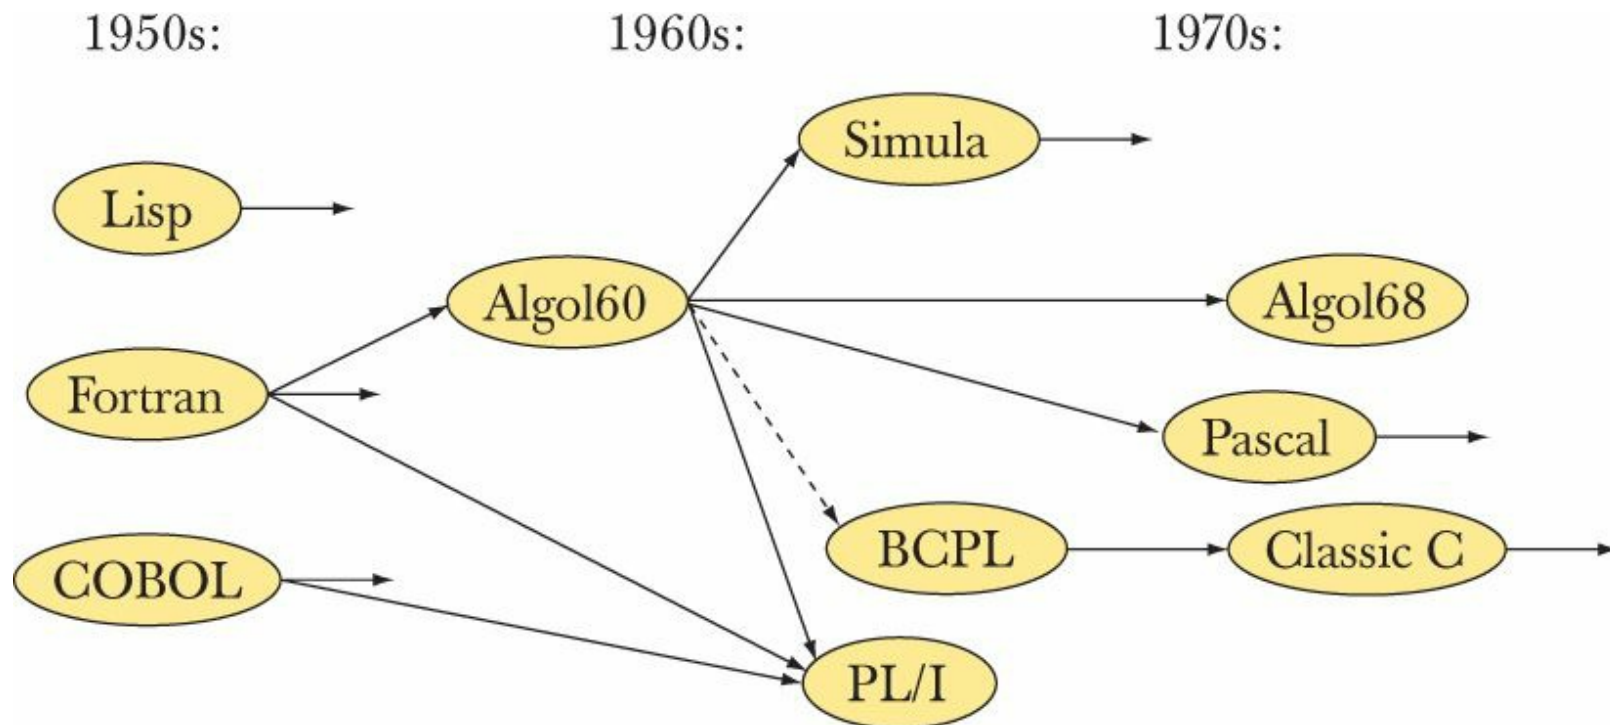 1950s:
1960s:
1970s:
Simula
Lisp
Algol60
Algol68
Fortran
Pascal
BCPL
Classic C
COBOL
PL/I